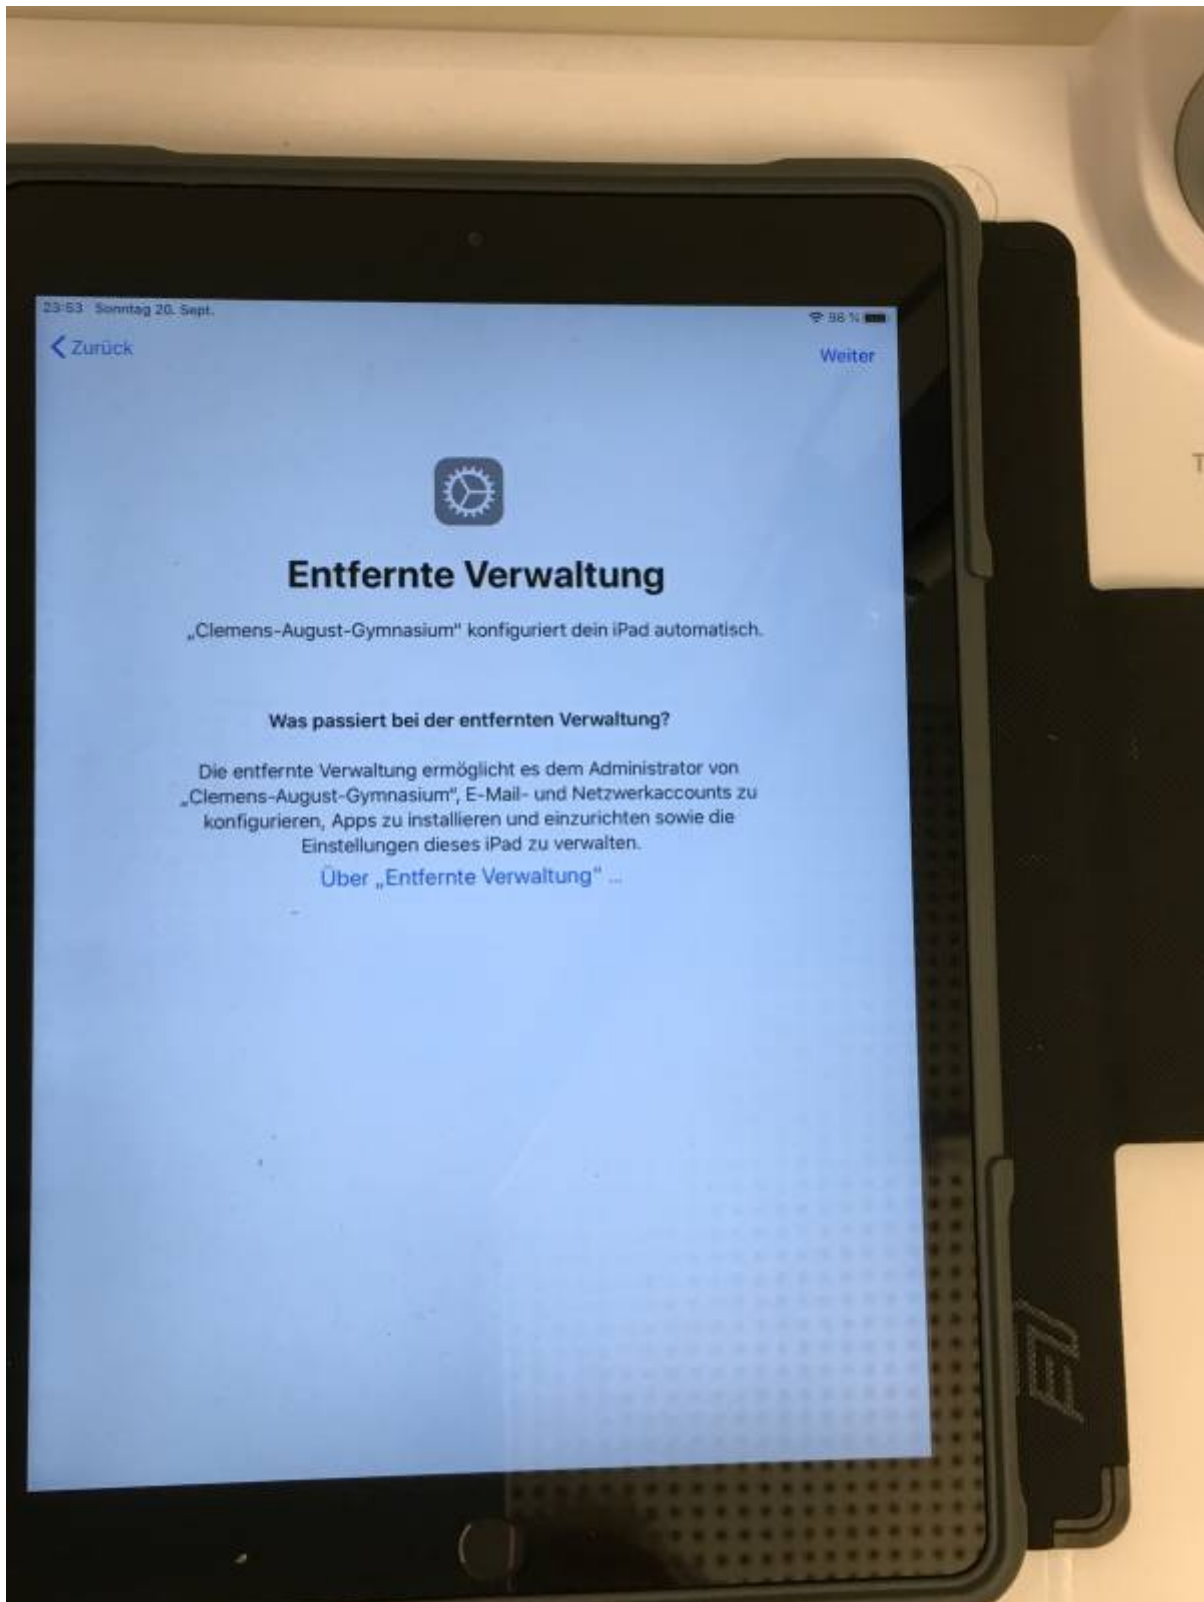 23:53 Sonntag 20. Sept.
98 %
Zurück
Weiter
Entfernte Verwaltung
„Clemens-August-Gymnasium“ konfiguriert dein iPad automatisch.
Was passiert bei der entfernten Verwaltung?
Die entfernte Verwaltung ermöglicht es dem Administrator von
„Clemens-August-Gymnasium“, E-Mail- und Netzwerkaccounts zu
konfigurieren, Apps zu installieren und einzurichten sowie die
Einstellungen dieses iPad zu verwalten.
Über „Entfernte Verwaltung“ ...
T